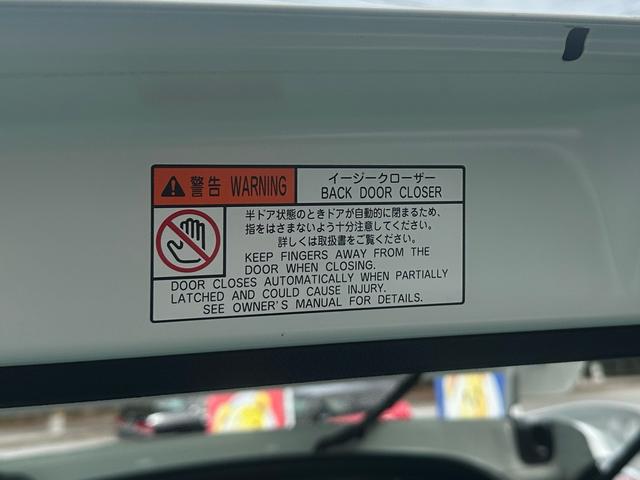 警告 WARNING
イージークローザー
BACK DOOR CLOSER
半ドア状態のときドアが自動的に閉まるため、
指をはさまないよう十分注意してください。
詳しくは取扱書をご覧ください。
KEEP FINGERS AWAY FROM THE
DOOR WHEN CLOSING.
DOOR CLOSES AUTOMATICALLY WHEN PARTIALLY
LATCHED AND COULD CAUSE INJURY.
SEE OWNER'S MANUAL FOR DETAILS.